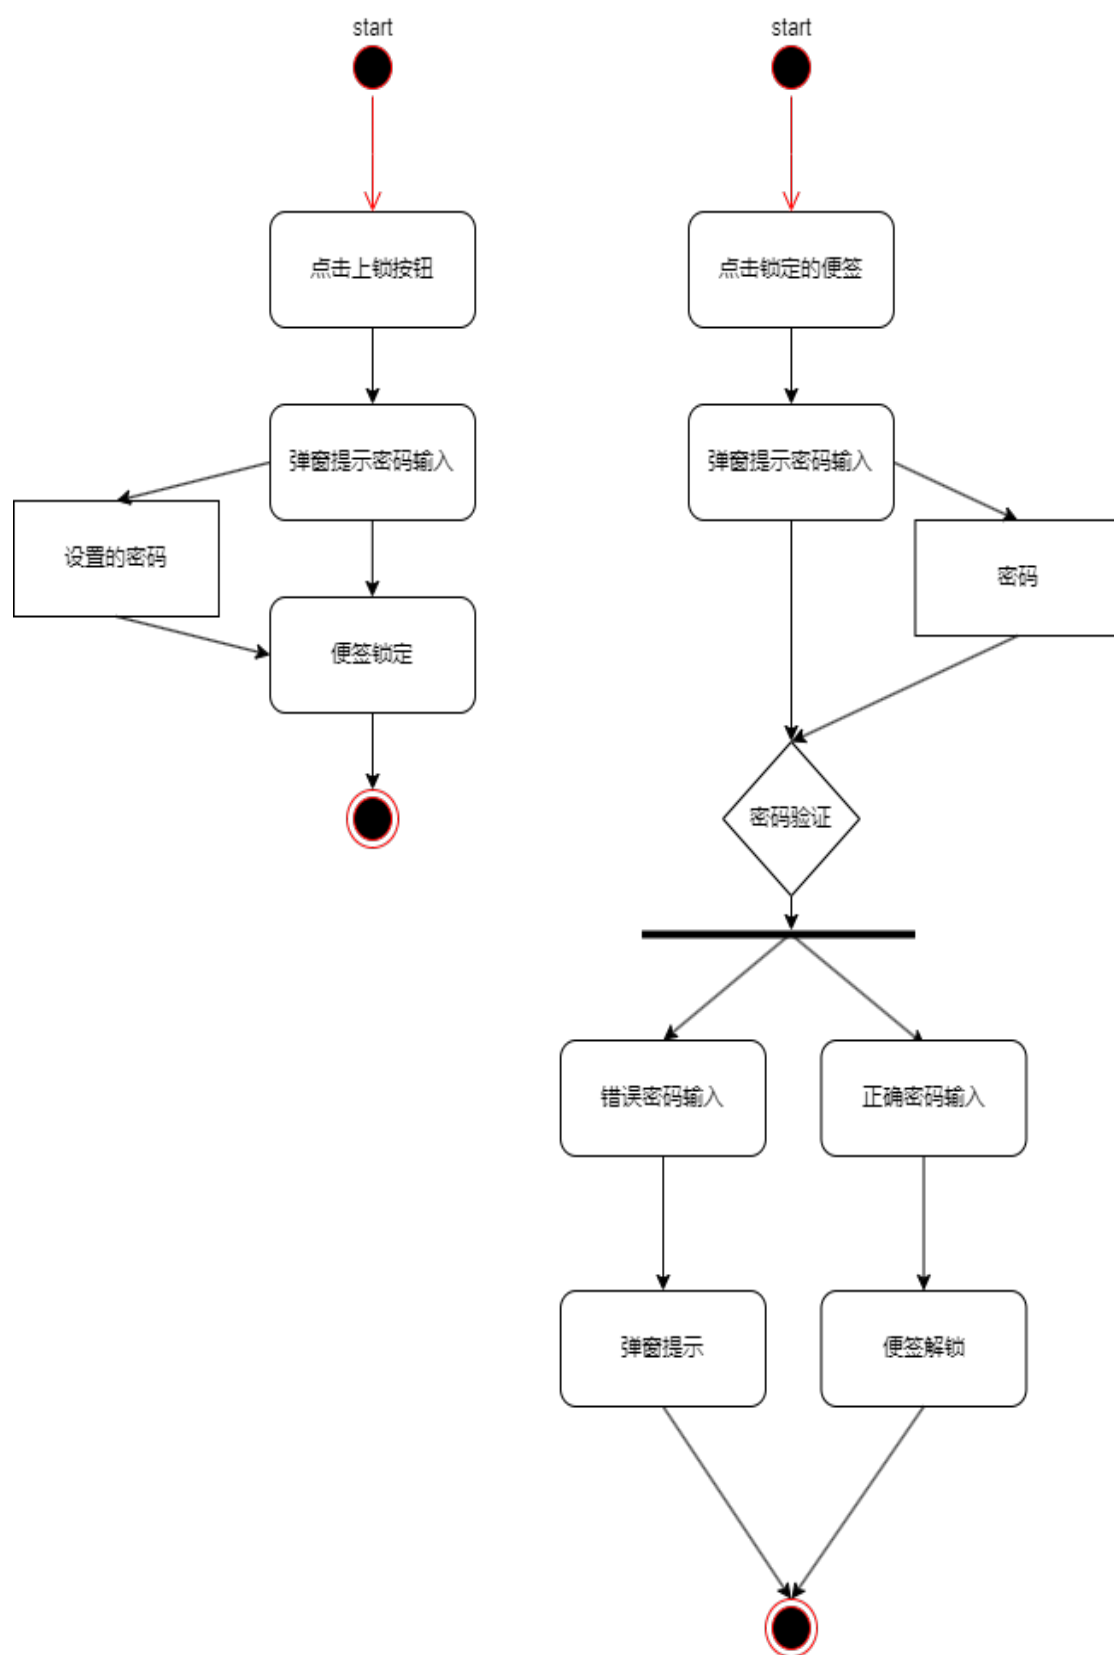 start
点击上锁按钮
弹窗提示密码输入
设置的密码
便签锁定
start
点击锁定的便签
弹窗提示密码输入
密码
密码验证
错误密码输入
正确密码输入
弹窗提示
便签解锁